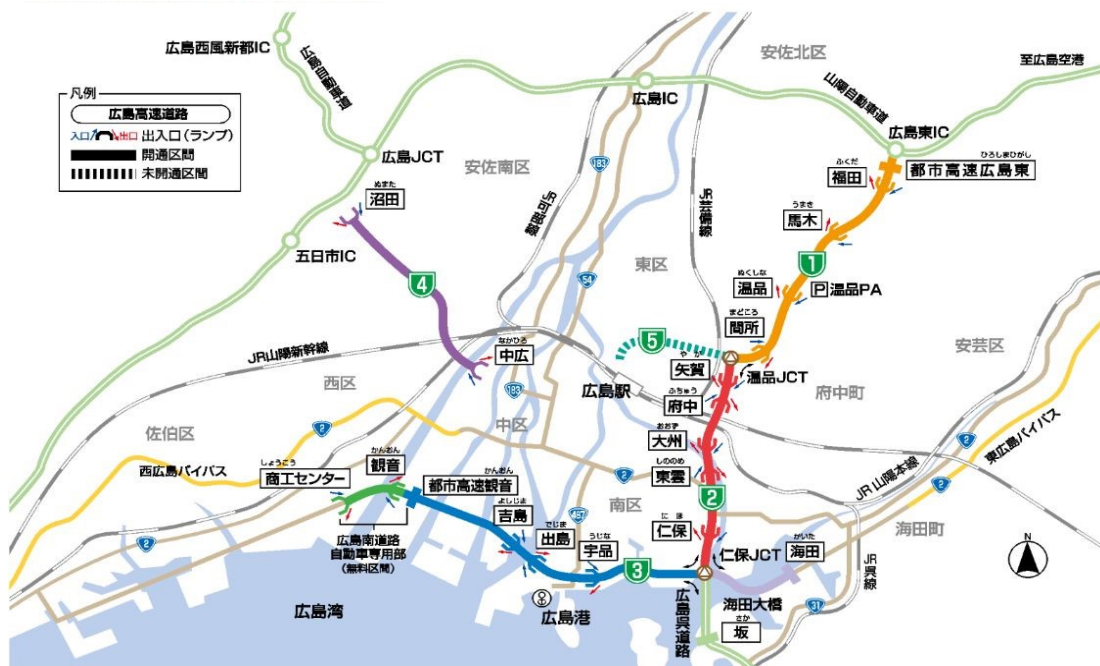 広島西風新都IC
広島自動車道
安佐北区
至広島空港
凡例
広島高速道路
入口 出口 出入口（ランプ）
開通区間
未開通区間
広島IC
山陽自動車道
広島東IC
ひろしまひがし
都市高速広島東
広島JCT
安佐南区
183
ふくだ
福田
ぬまた
沼田
JR可部線
JR芸備線
うまき
馬木
五日市IC
東区
54
1
ぬくしな
温品
P 温品PA
4
まどころ
間所
5
JR山陽新幹線
なかひろ
中広
やが
矢賀
温品JCT
安芸区
西区
広島駅
ふちゅう
府中
府中町
183
中区
おおず
大州
佐伯区
2
しののめ
東雲
2
東広島バイパス
西広島バイパス
しょうこう
商工センター
かんおん
観音
かんおん
都市高速観音
2
南区
2
JR山陽本線
2
海田町
よしじま
吉島
487
にほ
仁保
でじま
出島
うじな
宇品
仁保JCT
かいた
海田
2
広島南道路
自動車専用部
（無料区間）
3
JR呉線
N
広島湾
広島港
広島呉道路
海田大橋
31
さか
坂